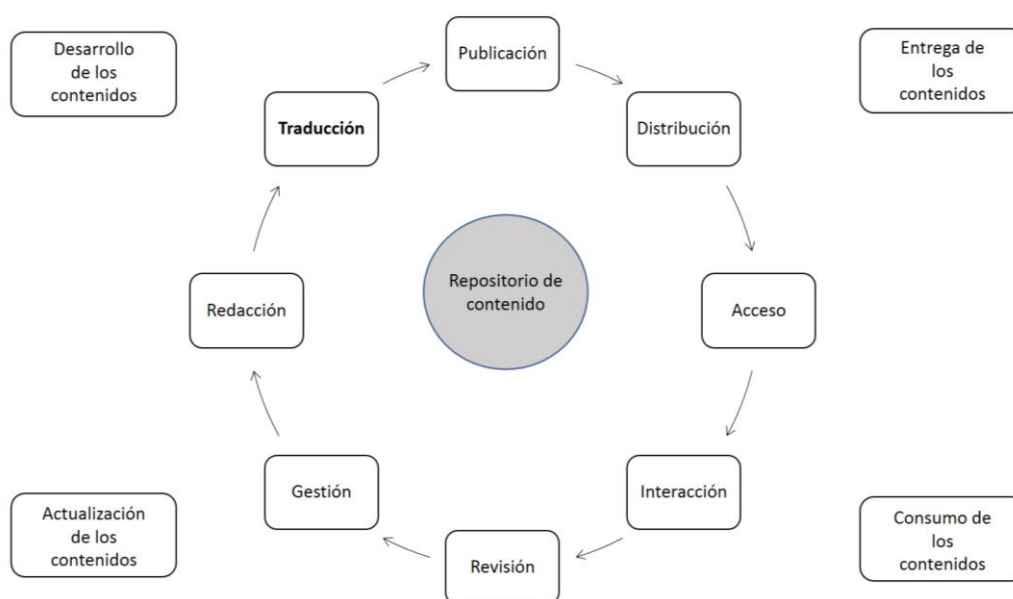 Desarrollo
de los
contenidos
Publicación
Entrega de
los
contenidos
Traducción
Distribución
Repositorio de
contenido
Redacción
Acceso
Gestión
Interacción
Actualización
de los
contenidos
Revisión
Consumo de
los
contenidos